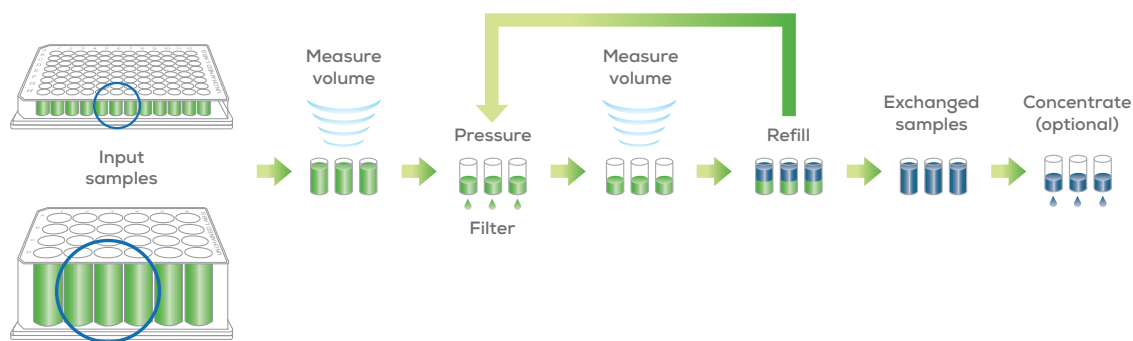 Input
samples
Measure
volume
Pressure
Filter
Measure
volume
Refill
Exchanged
samples
Concentrate
(optional)